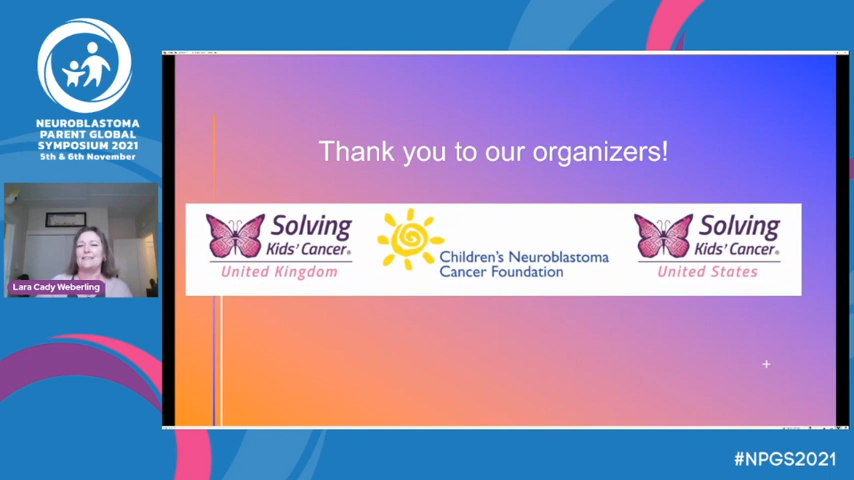 NEUROBLASTOMA
PARENT GLOBAL
SYMPOSIUM 2021
5th & 6th November
Lara Cady Weberling
Thank you to our organizers!
Solving
Kids' Cancer®
United Kingdom
Children's Neuroblastoma
Cancer Foundation
Solving
Kids' Cancer®
United States
#NPGS2021